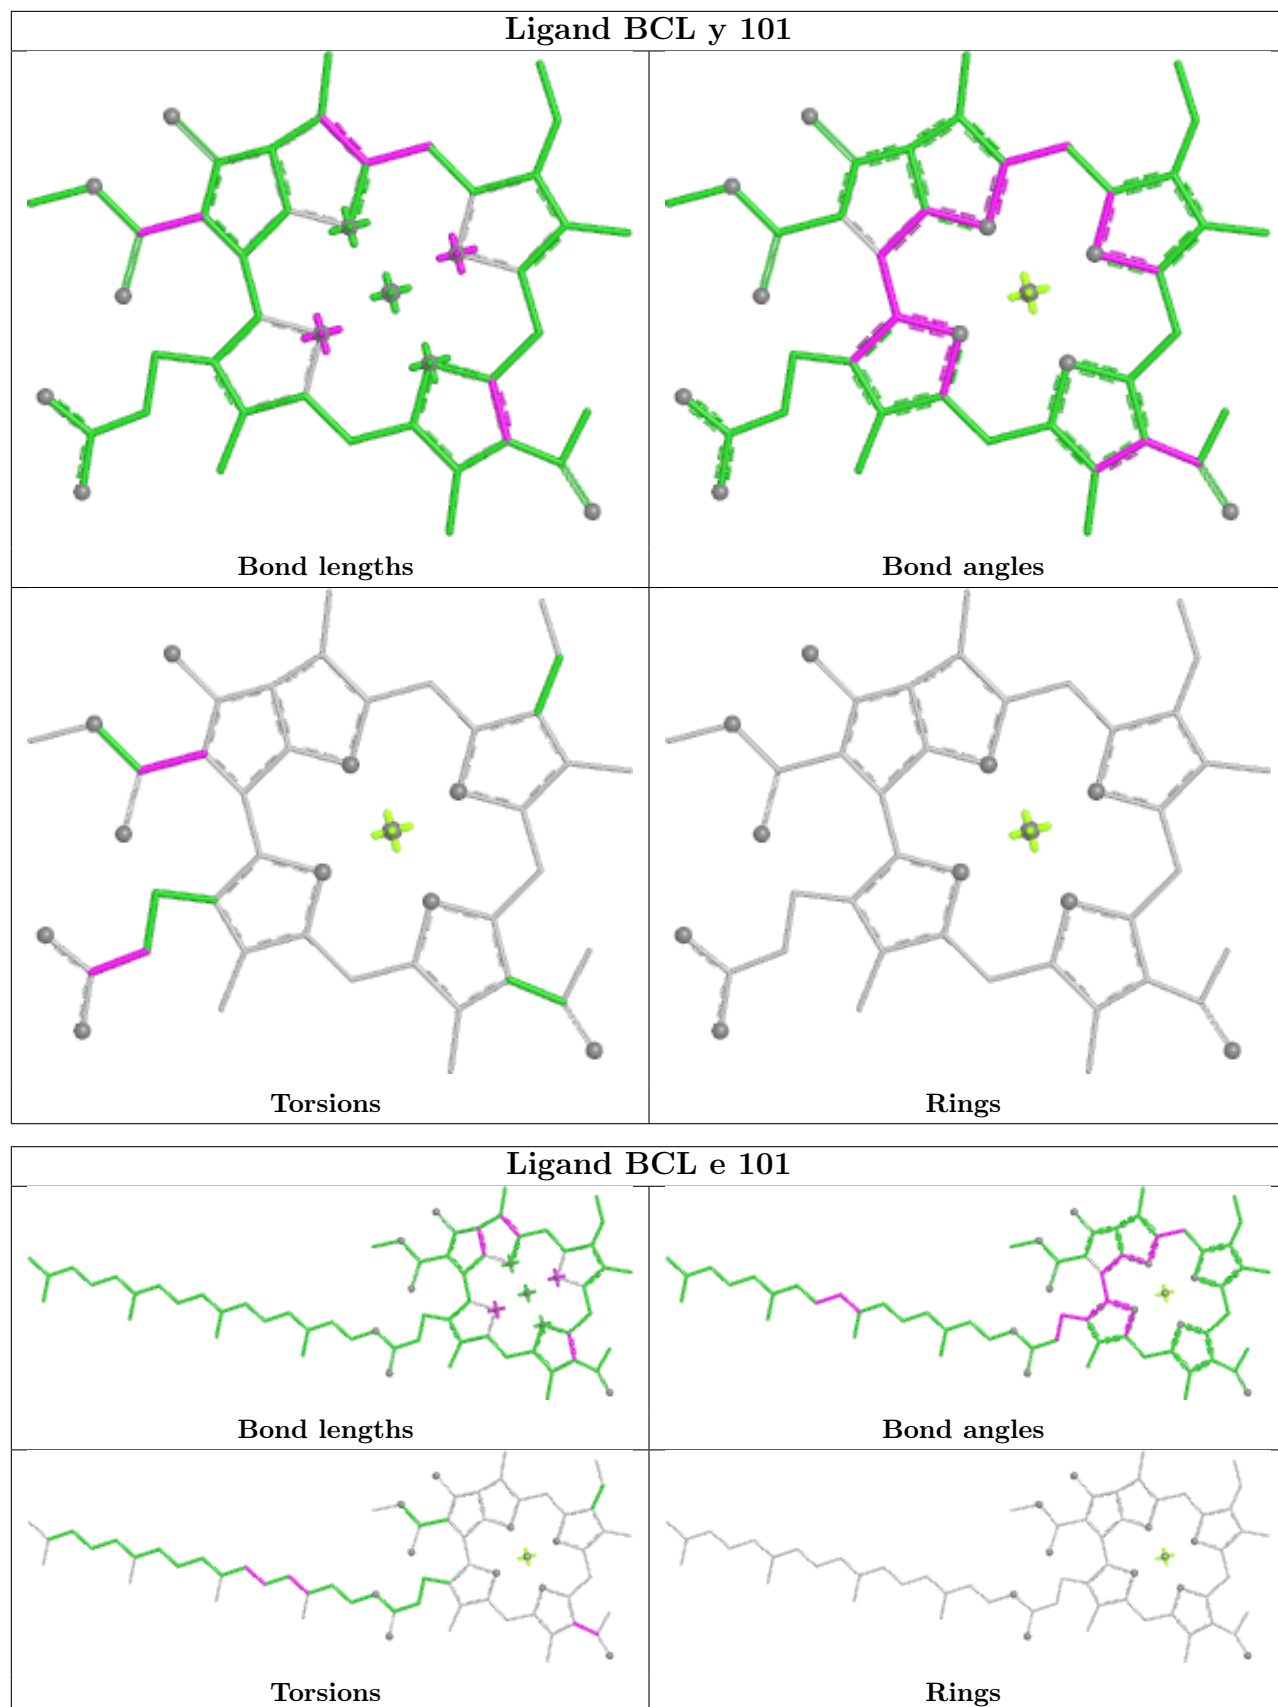 Ligand BCL y 101
Bond lengths
Bond angles
Torsions
Rings
Ligand BCL e 101
Bond lengths
Bond angles
Torsions
Rings